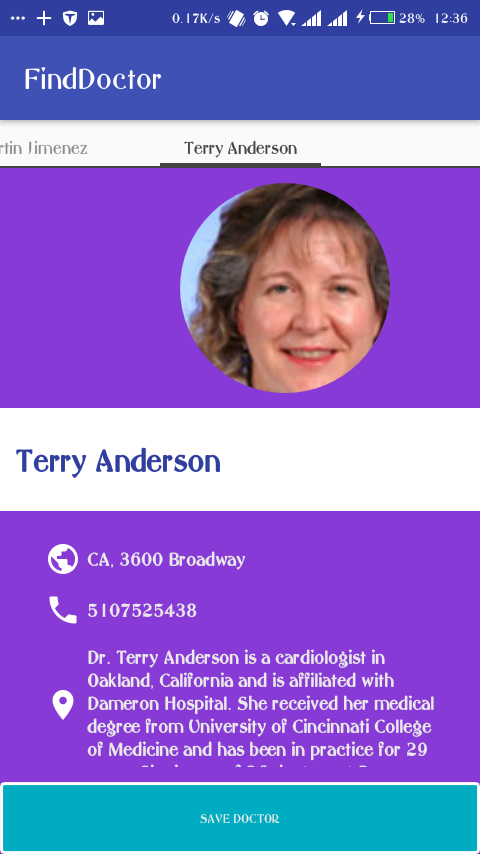 0.17K/s 28% 12:36
FindDoctor
rtin Jimenez Terry Anderson
Terry Anderson
CA, 3600 Broadway
5107525438
Dr. Terry Anderson is a cardiologist in
Oakland, California and is affiliated with
Dameron Hospital. She received her medical
degree from University of Cincinnati College
of Medicine and has been in practice for 29
SAVE DOCTOR